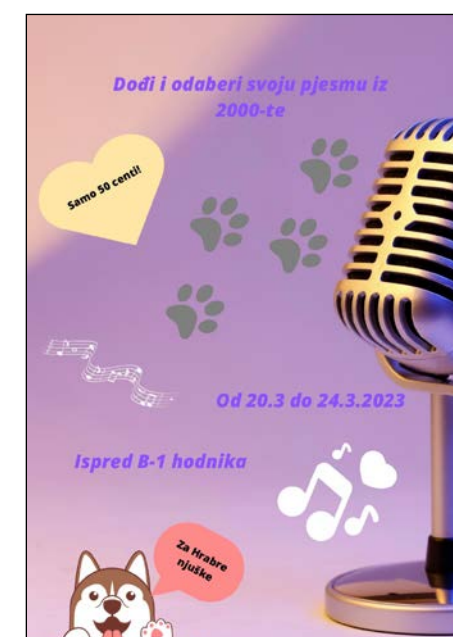 Dođi i odaberi svoju pjesmu iz
2000-te
Samo 50 centi!
Od 20.3 do 24.3.2023
Ispred B-1 hodnika
Za Hrabre
njuške